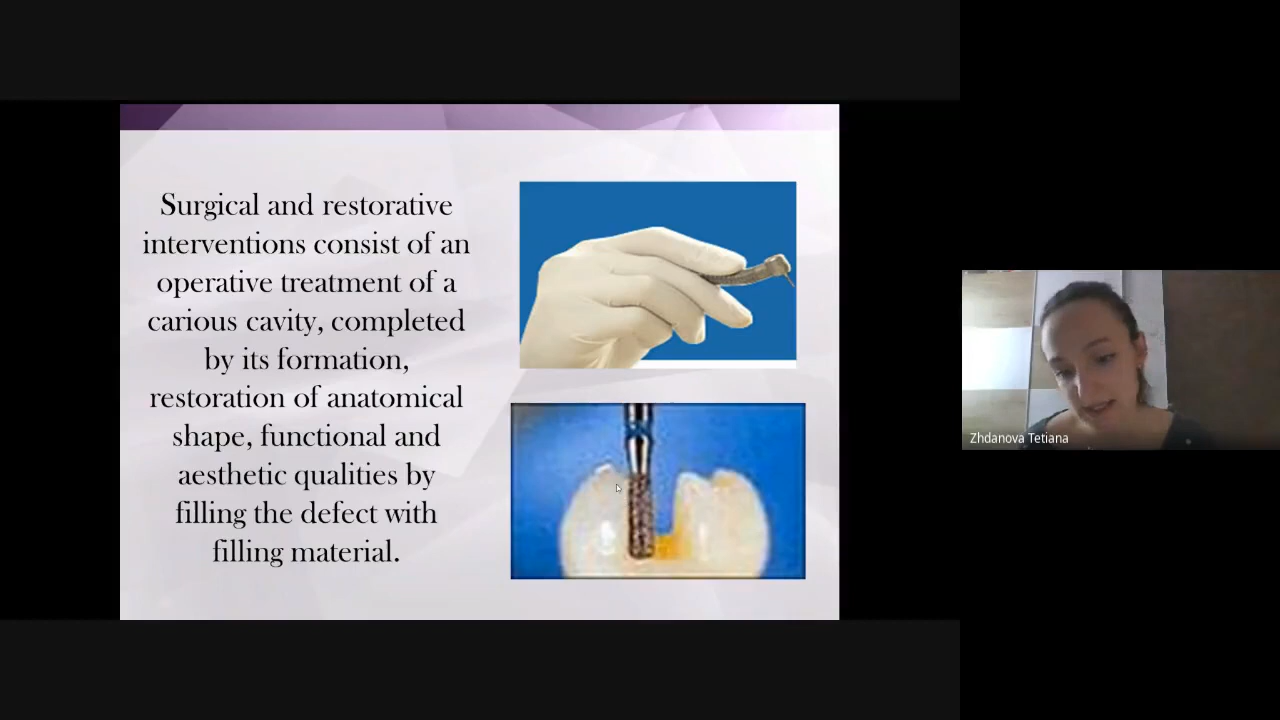 Surgical and restorative
interventions consist of an
operative treatment of a
carious cavity, completed
by its formation,
restoration of anatomical
shape, functional and
aesthetic qualities by
filling the defect with
filling material.
Zhdanova Tetiana